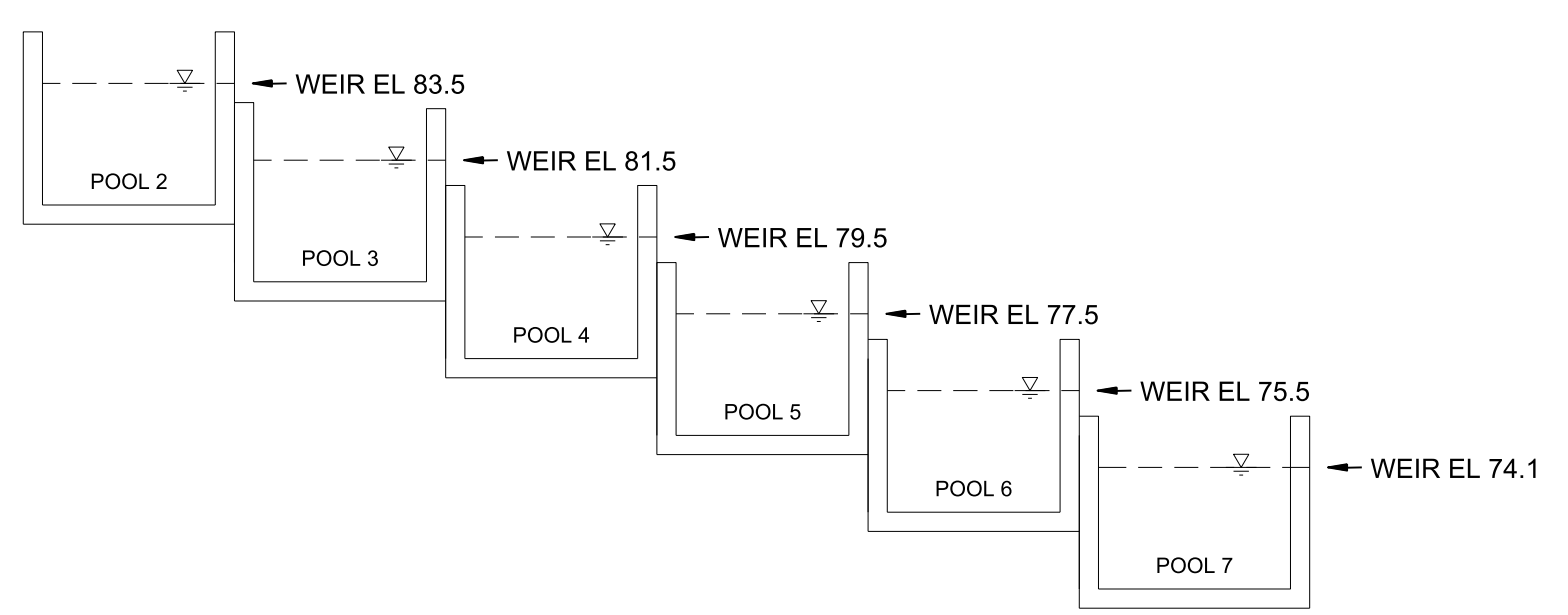 WEIR EL 83.5
POOL 2
WEIR EL 81.5
POOL 3
WEIR EL 79.5
POOL 4
WEIR EL 77.5
POOL 5
WEIR EL 75.5
POOL 6
WEIR EL 74.1
POOL 7